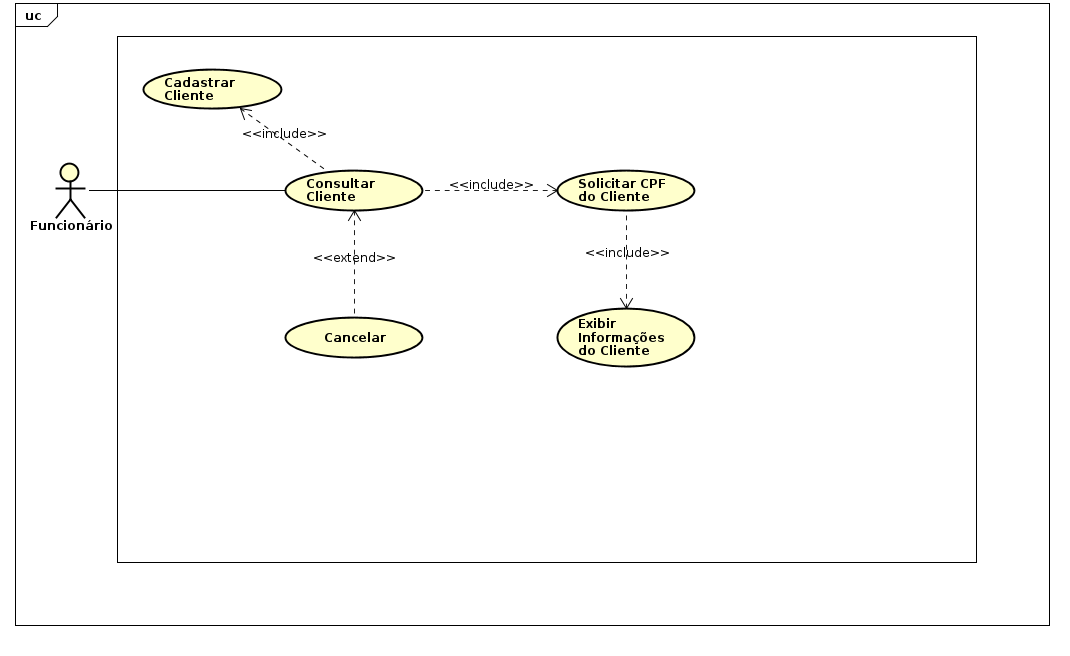 uc
Cadastrar
Cliente
<<include>>
Funcionário
Consultar
Cliente
<<include>>
Solicitar CPF
do Cliente
<<extend>>
<<include>>
Cancelar
Exibir
Informações
do Cliente